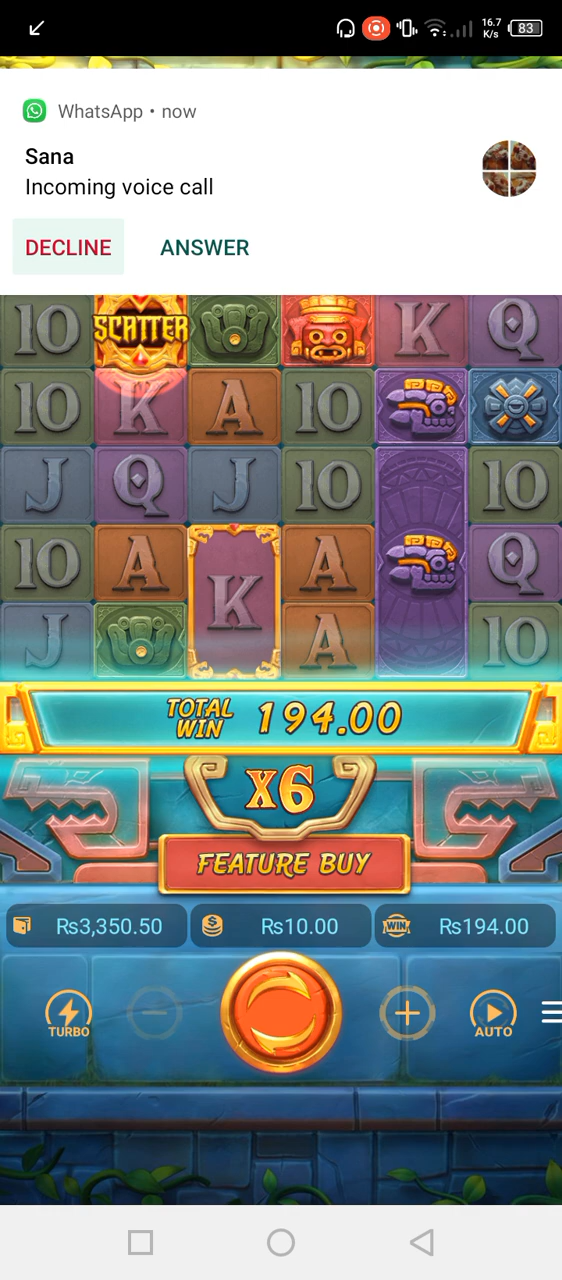 16.7
K/s
83
WhatsApp • now
Sana
Incoming voice call
DECLINE ANSWER
10 SCATTER K Q
10 K A 10
J Q J 10 10
10 A K A Q
J A 10
TOTAL WIN 194.00
X6
FEATURE BUY
Rs3,350.50 Rs10.00 WIN Rs194.00
TURBO AUTO